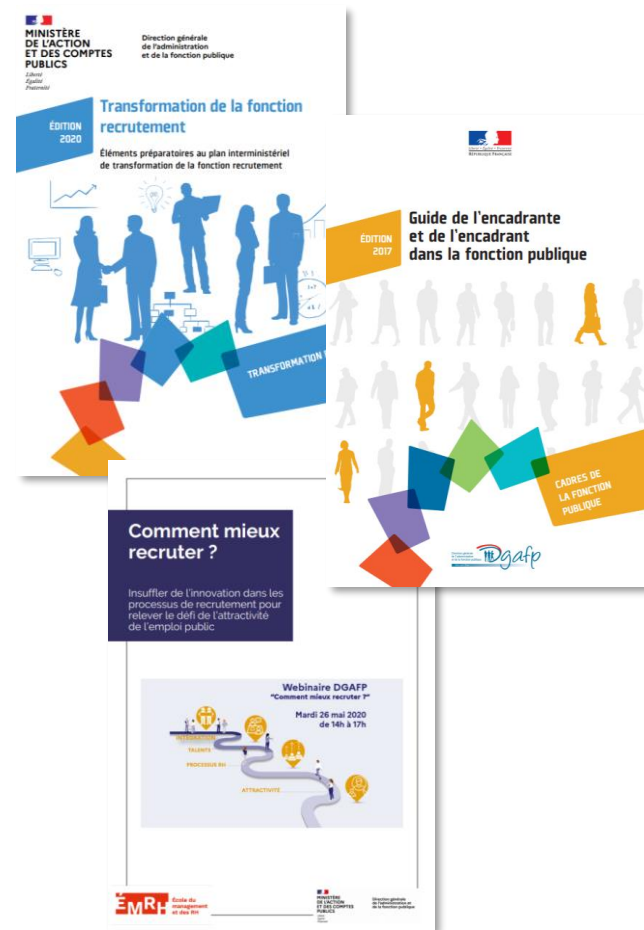 MINISTÈRE
DE L'ACTION
ET DES COMPTES
PUBLICS
Liberté
Égalité
Fraternité
Direction générale
de l'administration
et de la fonction publique
ÉDITION
2020
Transformation de la fonction
recrutement
Éléments préparatoires au plan interministériel
de transformation de la fonction recrutement
TRANSFORMATION
RÉPUBLIQUE FRANÇAISE
ÉDITION
2017
Guide de l'encadrante
et de l'encadrant
dans la fonction publique
CADRES DE
LA FONCTION
PUBLIQUE
Dgafp
Comment mieux
recruter ?
Insuffler de l'innovation dans les
processus de recrutement pour
relever le défi de l'attractivité
de l'emploi public
Webinaire DGAFP
"Comment mieux recruter ?"
Mardi 26 mai 2020
de 14h à 17h
INTÉGRATION
TALENTS
PROCESSUS RH
ATTRACTIVITÉ
ÉMRH
École du
management
et des RH
MINISTÈRE
DE L'ACTION
ET DES COMPTES
PUBLICS
Direction générale
de l'administration et
de la fonction publique